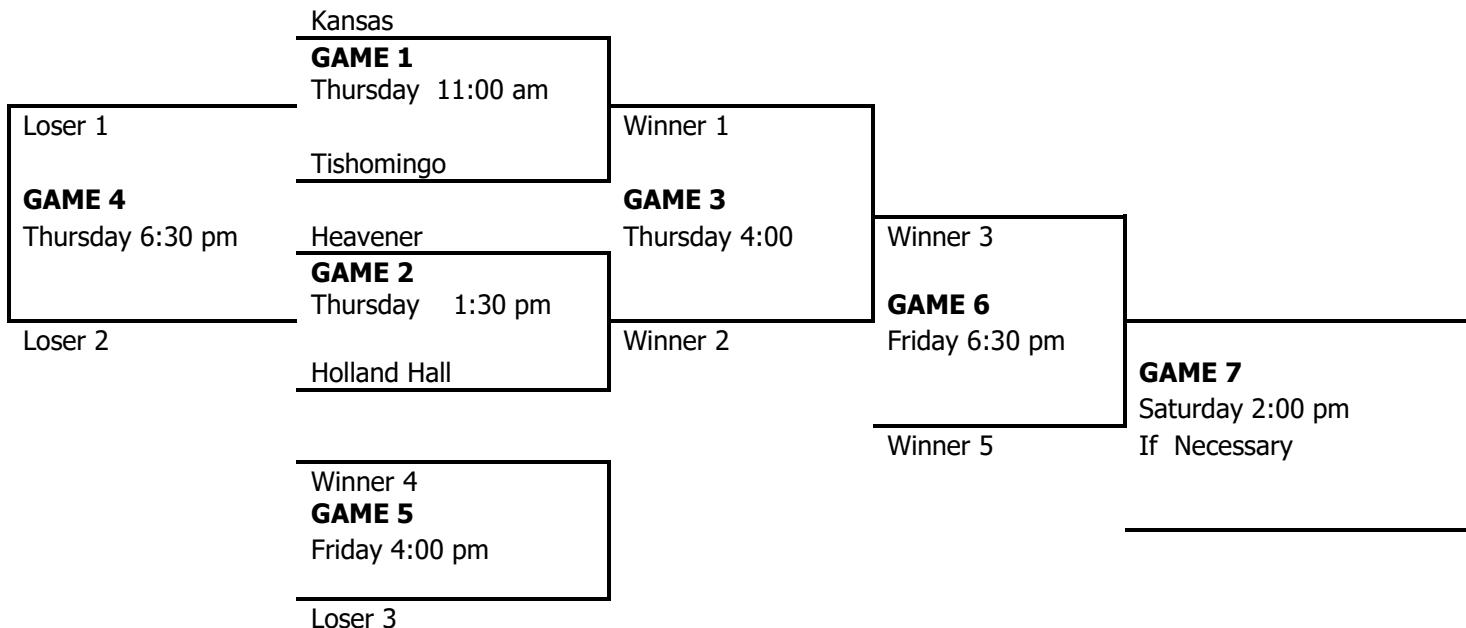 Kansas
GAME 1
Thursday 11:00 am
Loser 1
Winner 1
Tishomingo
GAME 4
GAME 3
Thursday 6:30 pm
Heavener
Thursday 4:00
Winner 3
GAME 2
Thursday 1:30 pm
GAME 6
Loser 2
Winner 2
Friday 6:30 pm
Holland Hall
GAME 7
Saturday 2:00 pm
Winner 5
If Necessary
Winner 4
GAME 5
Friday 4:00 pm
Loser 3